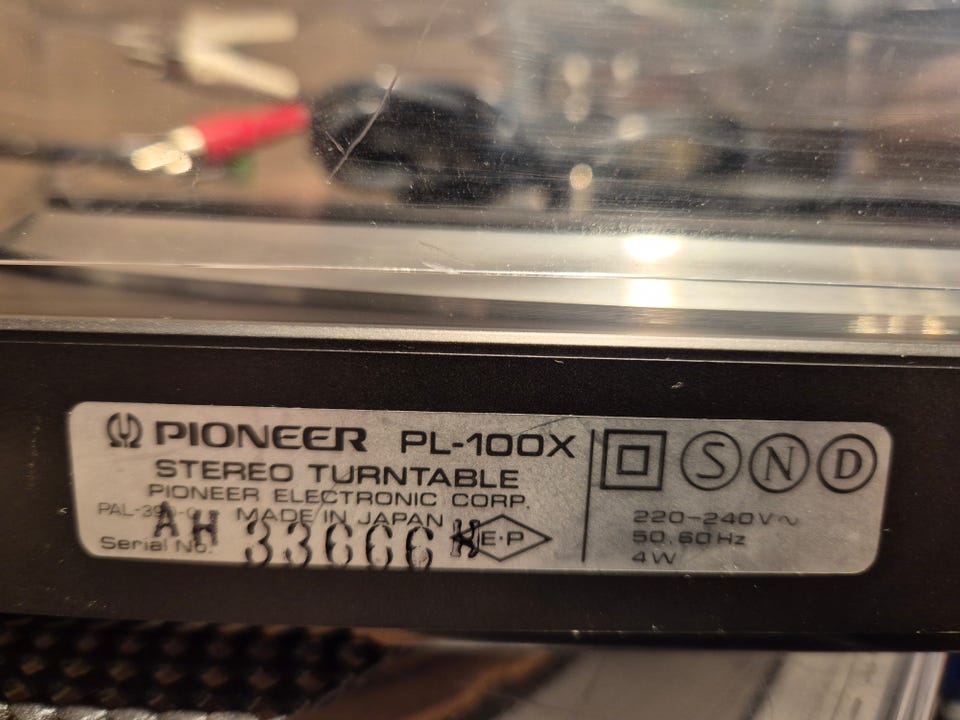 PIONEER PL-100X
STEREO TURNTABLE
PIONEER ELECTRONIC CORP.
MADE IN JAPAN
AH 33666 H
Serial No.
E·P
S N D
220-240V~
50,60Hz
4W